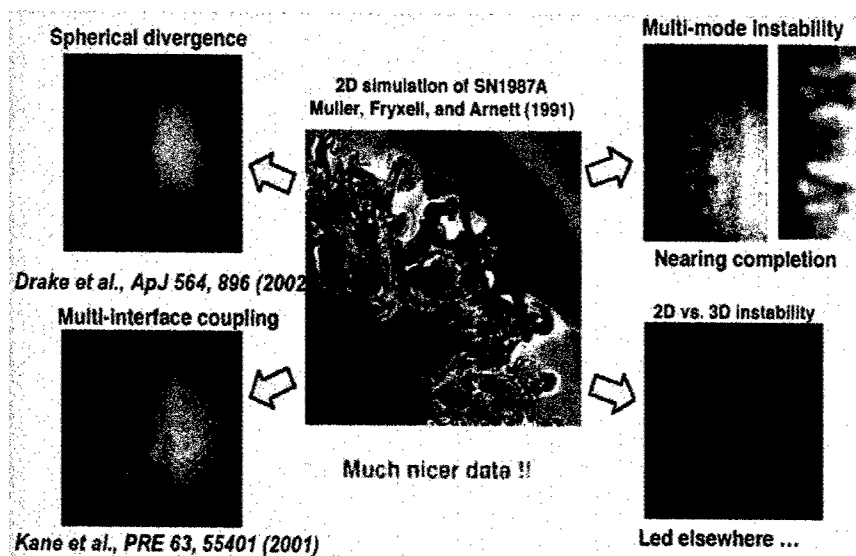 Spherical divergence
2D simulation of SN1987A
Muller, Fryxell, and Arnett (1991)
Multi-mode instability
Drake et al., ApJ 564, 896 (2002
Nearing completion
Multi-interface coupling
2D vs. 3D instability
Much nicer data !!
Kane et al., PRE 63, 55401 (2001)
Led elsewhere ...